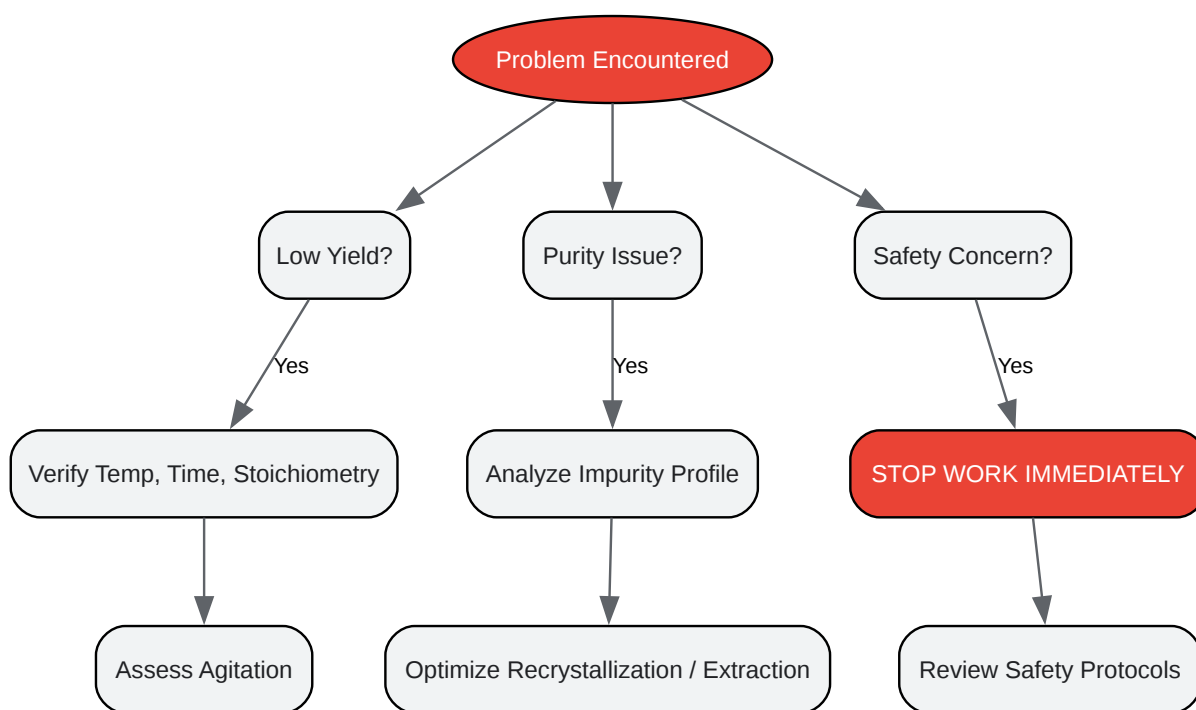 Problem Encountered
Low Yield?
Purity Issue?
Safety Concern?
Yes
Yes
Yes
Verify Temp, Time, Stoichiometry
Analyze Impurity Profile
STOP WORK IMMEDIATELY
Assess Agitation
Optimize Recrystallization / Extraction
Review Safety Protocols